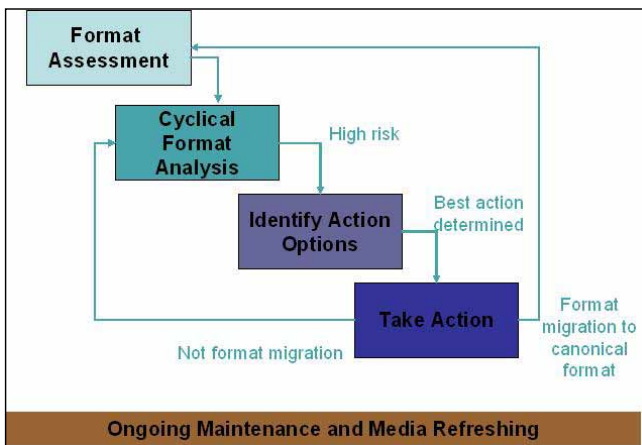 Format
Assessment
Cyclical
Format
Analysis
High risk
Identify Action
Options
Best action
determined
Take Action
Not format migration
Format
migration to
canonical
format
Ongoing Maintenance and Media Refreshing